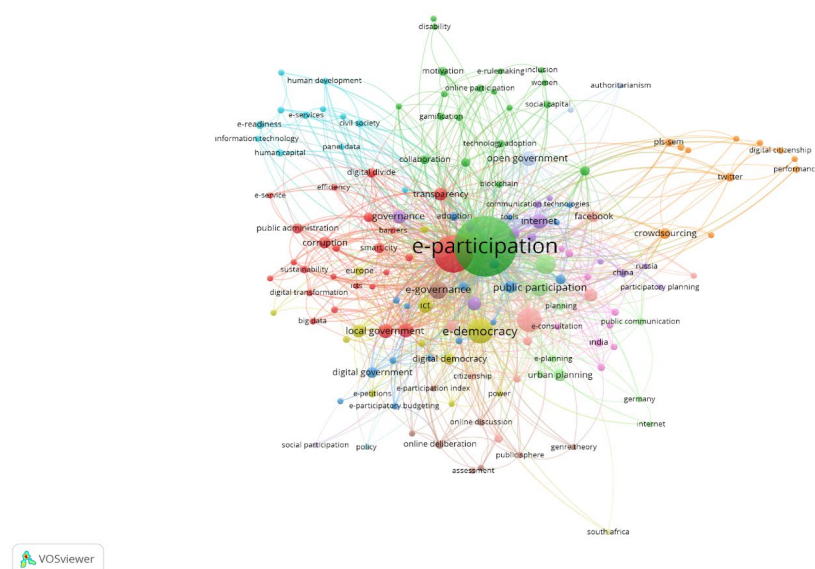 disability
motivation
e-rulemaking
inclusion
human development
online participation
women
authoritarianism
social capital
e-services
gamification
e-readiness
civil society
information technology
technology adoption
pls-sem
panel data
human capital
digital citizenship
collaboration
open government
digital divide
performanc
twitter
efficiency
blockchain
e-service
transparency
communication technologies
governance
adoption
tools
internet
facebook
public administration
barriers
crowdsourcing
corruption
smart city
e-participation
sustainability
europe
russia
china
ics
e-governance
public participation
participatory planning
digital transformation
ict
planning
big data
local government
e-democracy
e-consultation
public communication
india
digital democracy
e-planning
digital government
citizenship
urban planning
e-participation index
e-petitions
power
germany
e-participatory budgeting
online discussion
internet
social participation
policy
online deliberation
genre theory
public sphere
assessment
south africa
VOSviewer